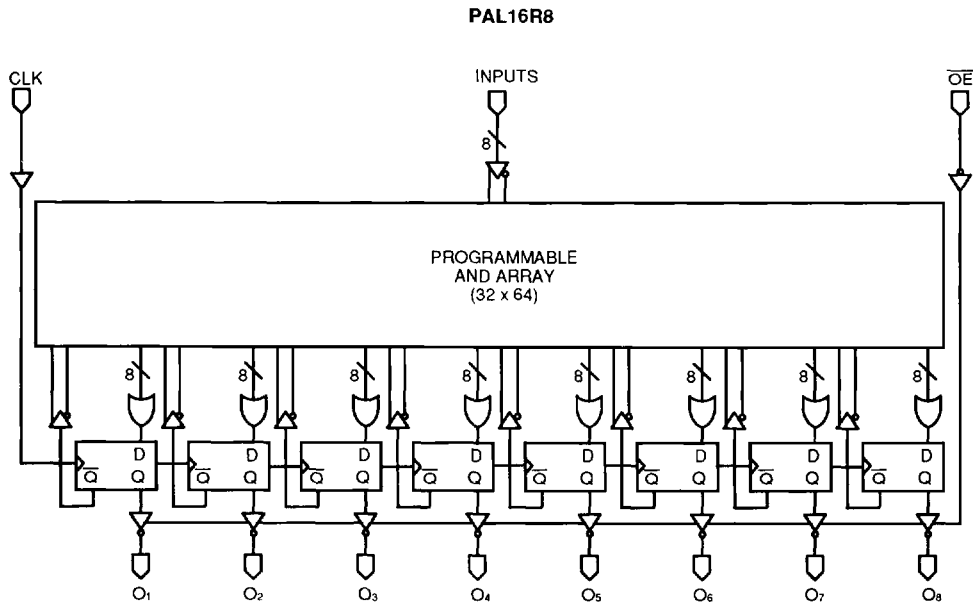 PAL16R8
CLK
INPUTS
O̅E̅
8
PROGRAMMABLE
AND ARRAY
(32 x 64)
8 8 8 8 8 8 8 8
D D D D D D D D
Q̅ Q Q̅ Q Q̅ Q Q̅ Q Q̅ Q Q̅ Q Q̅ Q Q̅ Q
O₁ O₂ O₃ O₄ O₅ O₆ O₇ O₈